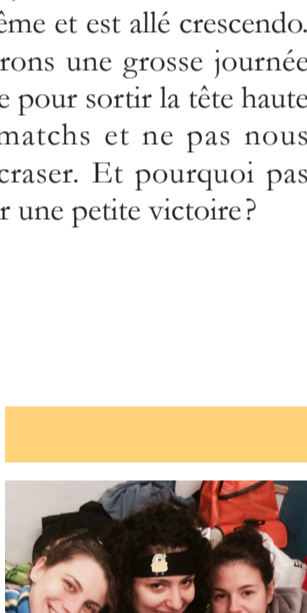 ême et est allé crescendo.
rons une grosse journée
e pour sortir la tête haute
matchs et ne pas nous
craser. Et pourquoi pas
r une petite victoire ?